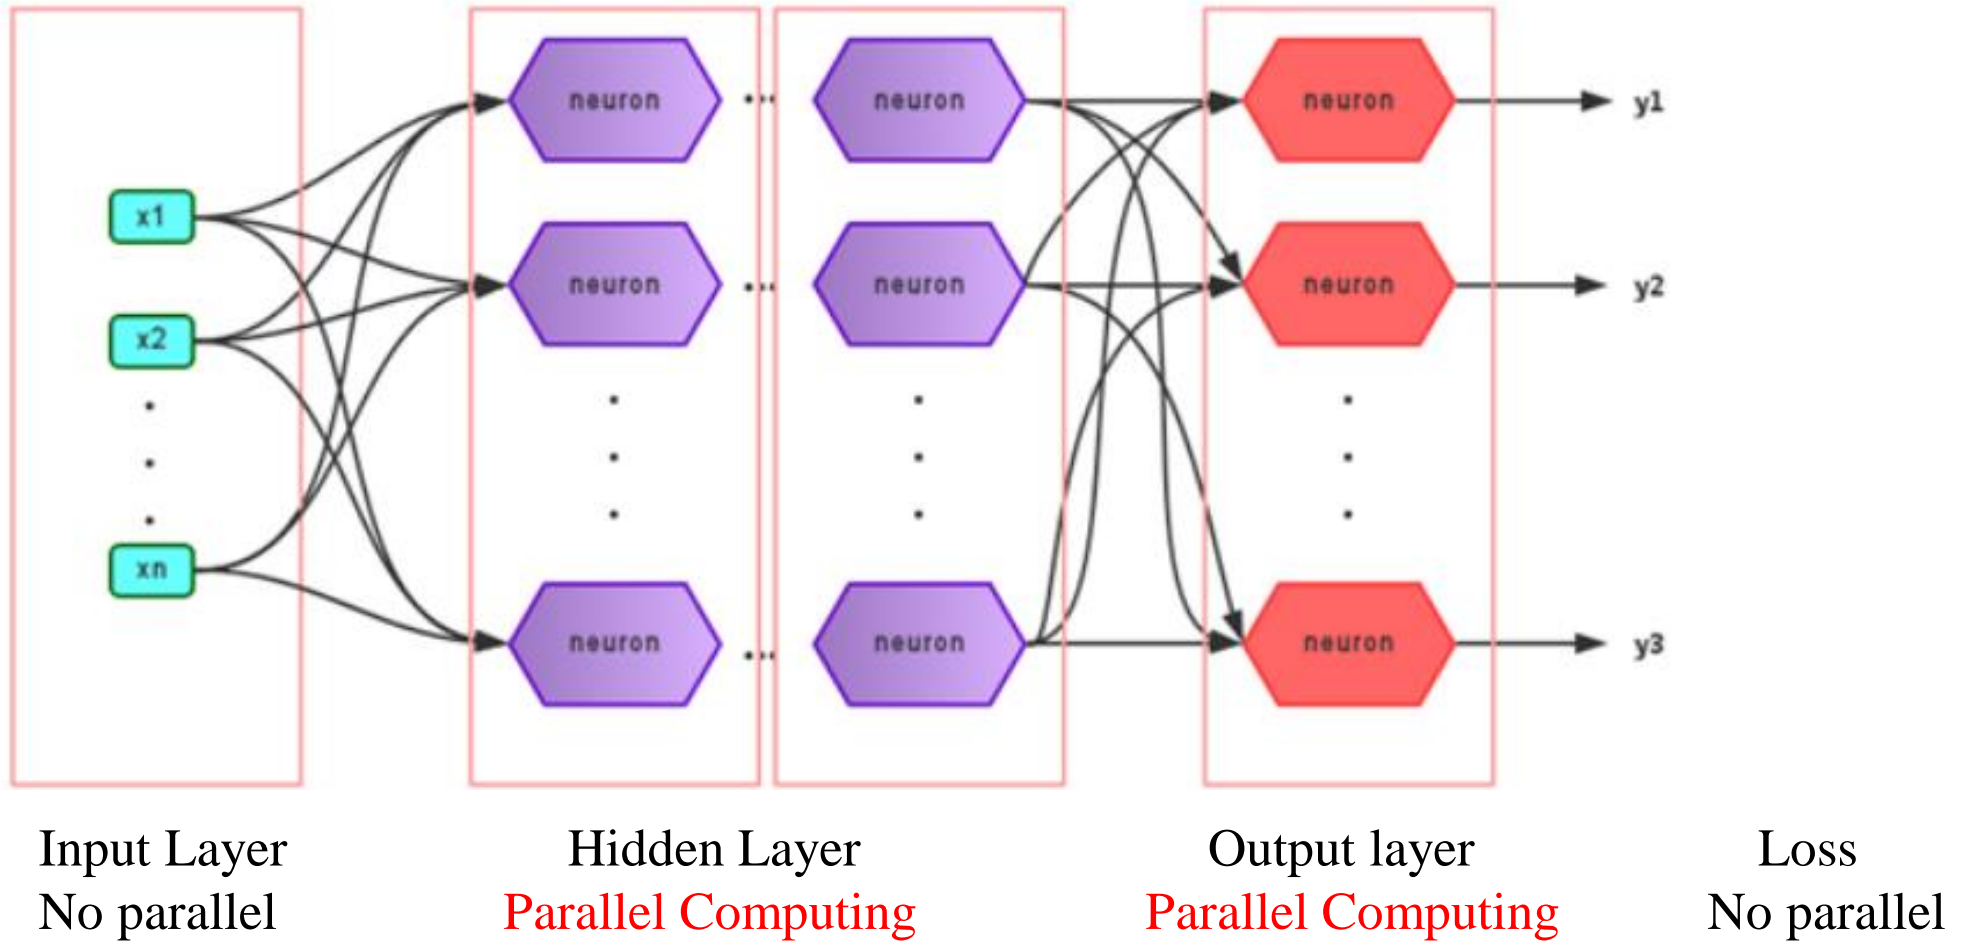 neuron neuron neuron y1
x1
neuron neuron neuron y2
x2
xn
neuron neuron neuron y3
Input Layer Hidden Layer Output layer Loss
No parallel Parallel Computing Parallel Computing No parallel